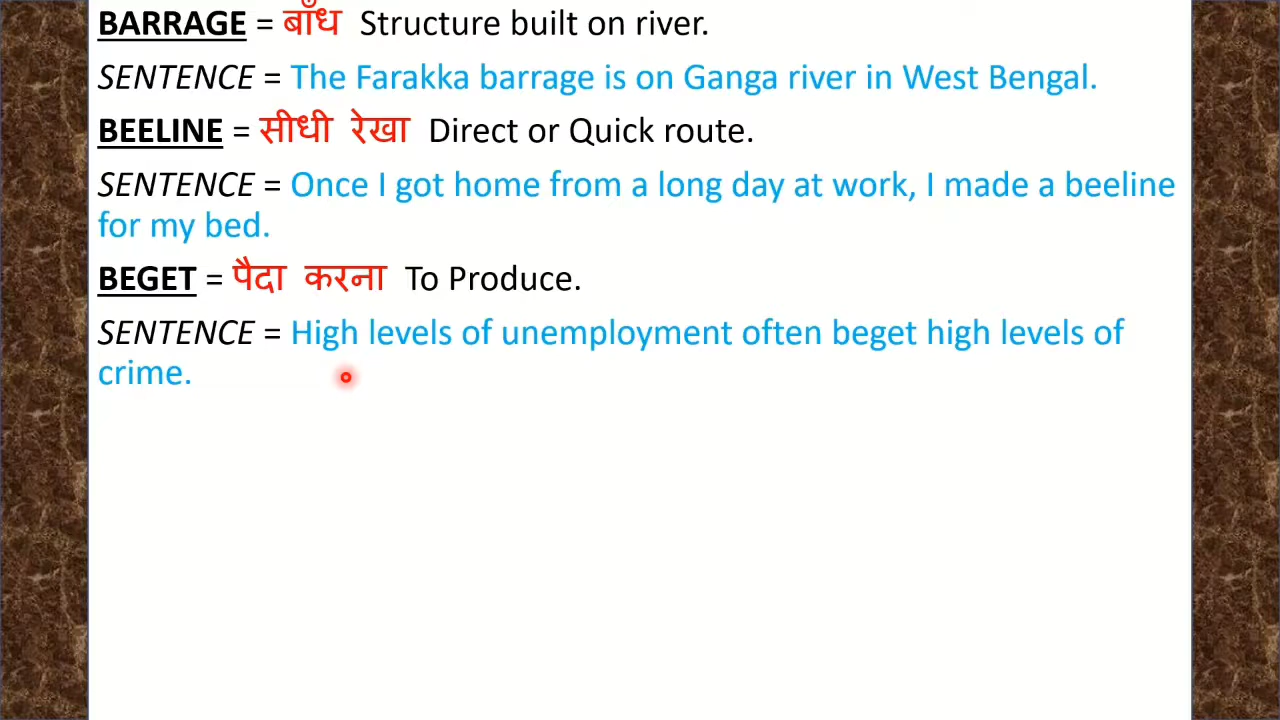 BARRAGE = बाँध Structure built on river.
SENTENCE = The Farakka barrage is on Ganga river in West Bengal.
BEELINE = सीधी रेखा Direct or Quick route.
SENTENCE = Once I got home from a long day at work, I made a beeline
for my bed.
BEGET = पैदा करना To Produce.
SENTENCE = High levels of unemployment often beget high levels of
crime.